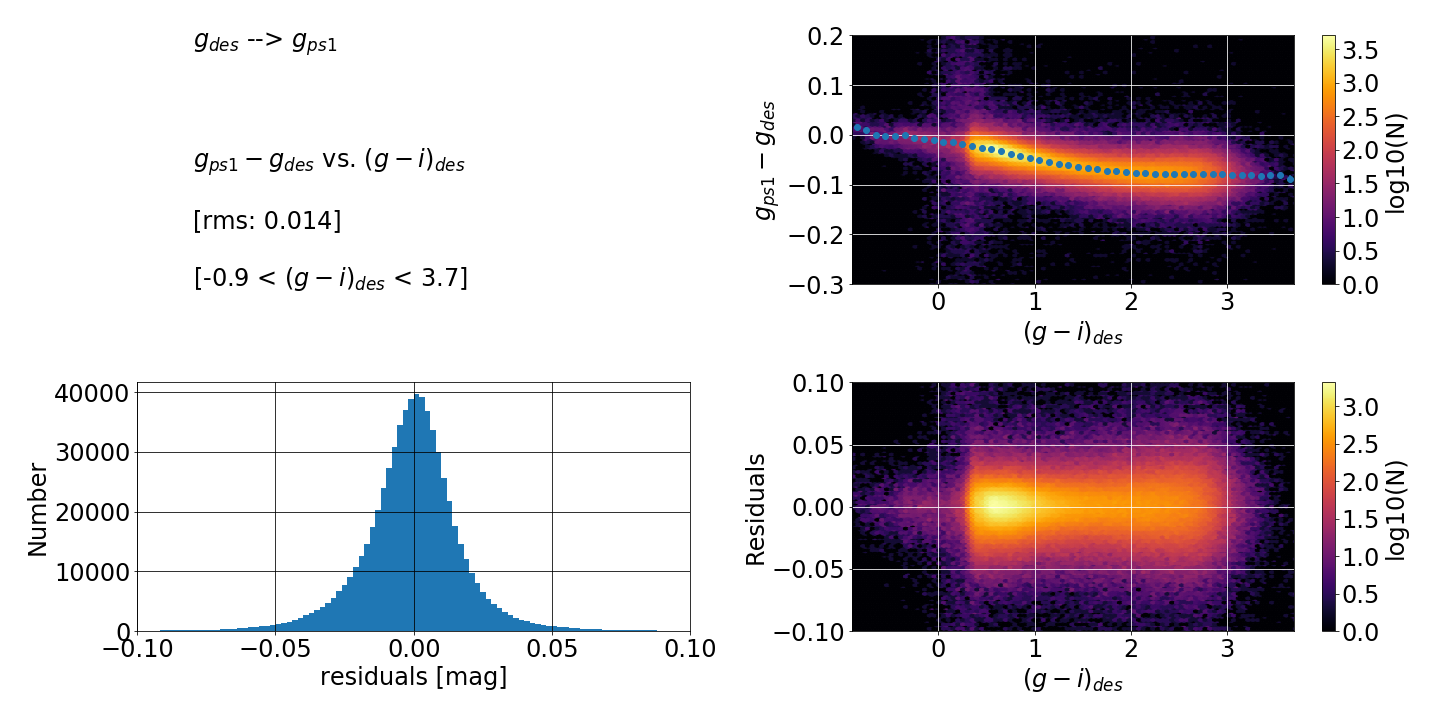 g_des --> g_ps1
g_ps1 − g_des vs. (g − i)_des
[rms: 0.014]
[-0.9 < (g − i)_des < 3.7]
0.2
0.1
0.0
−0.1
−0.2
−0.3
g_ps1 − g_des
0 1 2 3
(g − i)_des
3.5
3.0
2.5
2.0
1.5
1.0
0.5
0.0
log10(N)
40000
30000
20000
10000
0
Number
−0.10 −0.05 0.00 0.05 0.10
residuals [mag]
0.10
0.05
0.00
−0.05
−0.10
Residuals
0 1 2 3
(g − i)_des
3.0
2.5
2.0
1.5
1.0
0.5
0.0
log10(N)